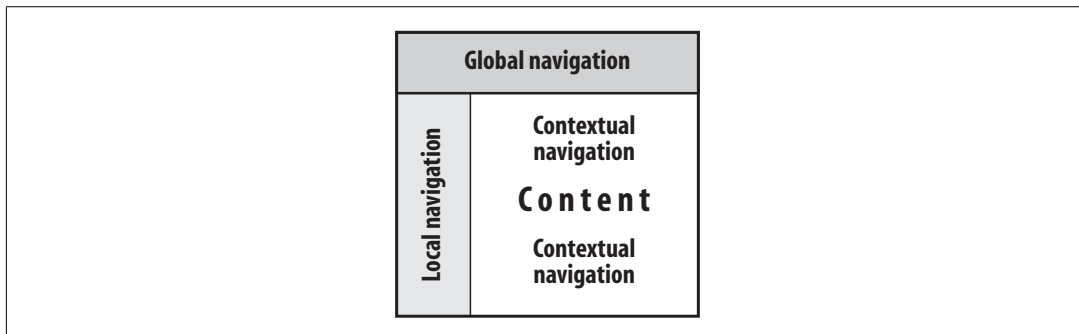 Global navigation
Local navigation
Contextual
navigation
Content
Contextual
navigation